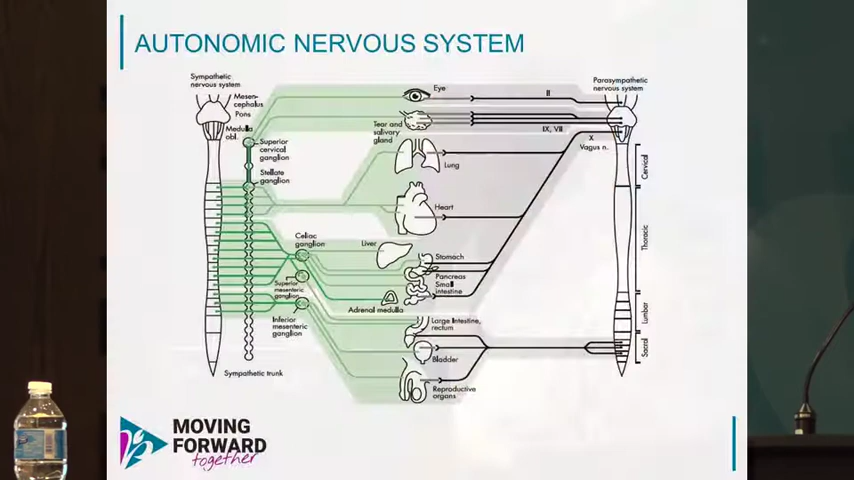 AUTONOMIC NERVOUS SYSTEM
Sympathetic
nervous system
Mesen-
cephalus
Pons
Medulla
obl.
Superior
cervical
ganglion
Stellate
ganglion
Celiac
ganglion
Superior
mesenteric
ganglion
Inferior
mesenteric
ganglion
Sympathetic trunk
Eye
Tear and
salivary
gland
Lung
Heart
Liver
Stomach
Pancreas
Small
intestine
Adrenal medulla
Large Intestine,
rectum
Bladder
Reproductive
organs
Parasympathetic
nervous system
II
IX, VII
X
Vagus n.
Cervical
Thoracic
Lumbar
Sacral
MOVING
FORWARD
together